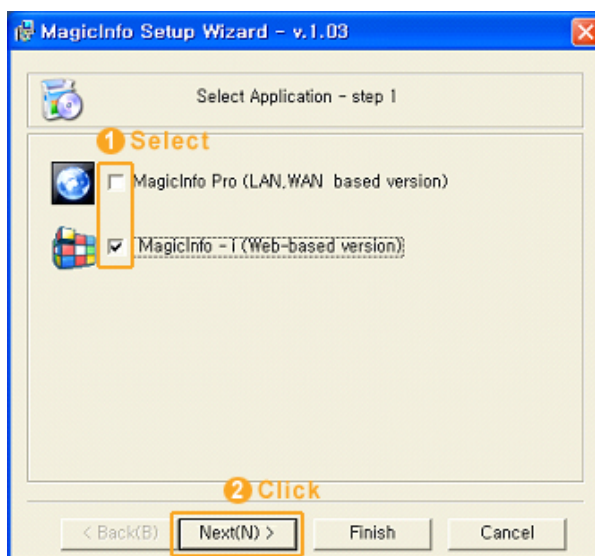 MagicInfo Setup Wizard - v.1.03
Select Application - step 1
1 Select
MagicInfo Pro (LAN,WAN based version)
MagicInfo - i (Web-based version)
2 Click
< Back(B) Next(N) > Finish Cancel